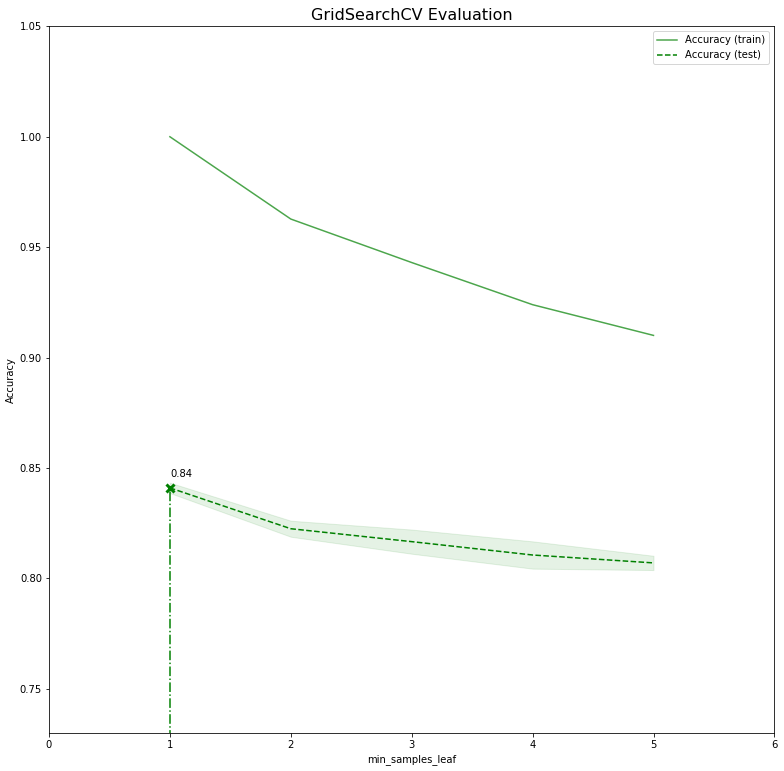 GridSearchCV Evaluation
1.05
Accuracy (train)
Accuracy (test)
1.00
0.95
0.90
Accuracy
0.85
0.84
0.80
0.75
0 1 2 3 4 5 6
min_samples_leaf